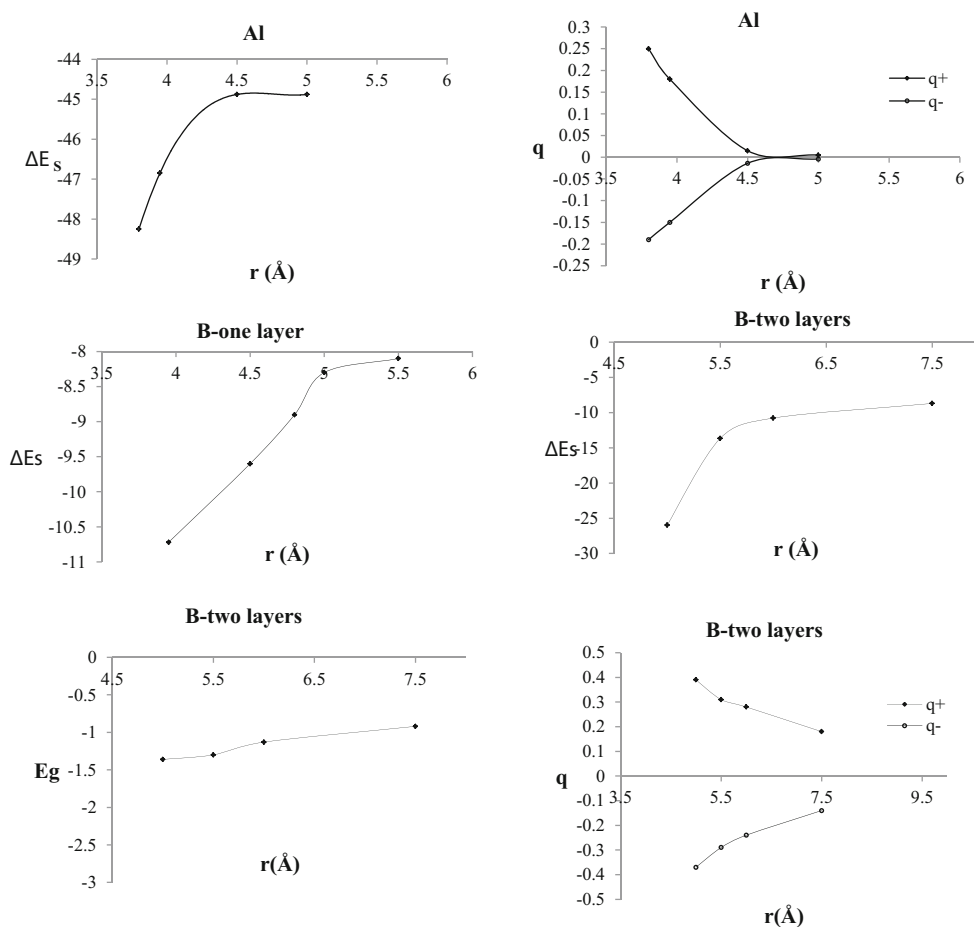 Al
-44
3.5 4 4.5 5 5.5 6
-45
-46
ΔE s
-47
-48
-49
r (Å)
Al
0.3
0.25
0.2
0.15
0.1
0.05
q 0
3.5 4 4.5 5 5.5 6
-0.05
-0.1
-0.15
-0.2
-0.25
q+
q-
r (Å)
B-one layer
-8
3.5 4 4.5 5 5.5 6
-8.5
-9
-9.5
ΔEs
-10
-10.5
-11
r (Å)
B-two layers
0
4.5 5.5 6.5 7.5
-5
-10
ΔEs
-15
-20
-25
-30
r (Å)
B-two layers
0
4.5 5.5 6.5 7.5
-0.5
-1
Eg
-1.5
-2
-2.5
-3
r(Å)
B-two layers
0.5
0.4
0.3
0.2
0.1
q 0
3.5 5.5 7.5 9.5
-0.1
-0.2
-0.3
-0.4
-0.5
q+
q-
r(Å)